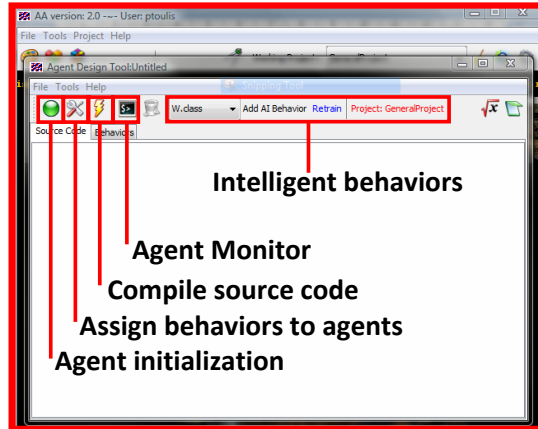 AA version: 2.0 -~- User: ptoulis
File Tools Project Help
Agent Design Tool:Untitled
File Tools Help
Snipping Tool
W.class Add AI Behavior Retrain Project: GeneralProject
Source Code Behaviors
Intelligent behaviors
Agent Monitor
Compile source code
Assign behaviors to agents
Agent initialization